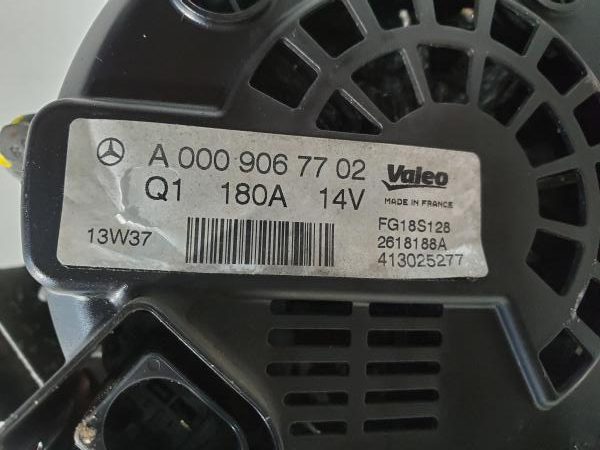 A 000 906 77 02
Q1 180A 14V
13W37
Valeo
MADE IN FRANCE
FG18S128
2618188A
413025277